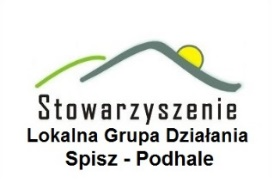 Stowarzyszenie
Lokalna Grupa Działania
Spisz - Podhale